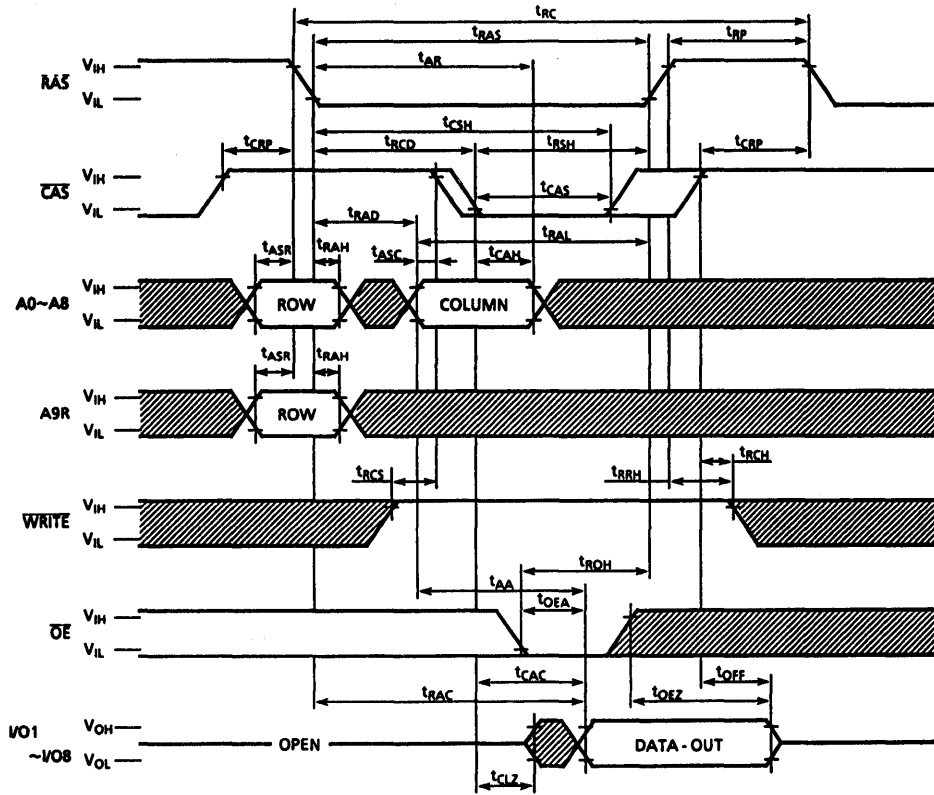 tRC
tRAS tRP
tAR
RAS VIH
VIL
tCSH
tCRP tRCD tRSH tCRP
CAS VIH
VIL
tCAS
tRAD
tRAL
tASR tRAH tASC tCAH
A0~A8 VIH
VIL
ROW COLUMN
tASR tRAH
A9R VIH
VIL
ROW
tRCH
tRCS tRRH
WRITE VIH
VIL
tROH
tAA
tOEA
OE VIH
VIL
tCAC tOFF
tRAC tOEZ
I/O1
~I/O8
VOH
VOL
OPEN DATA - OUT
tCLZ